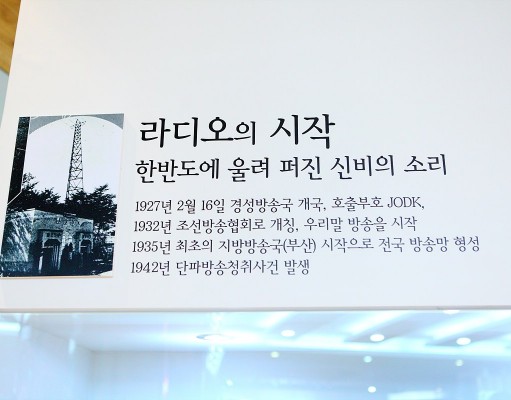 라디오의 시작
한반도에 울려 퍼진 신비의 소리
1927년 2월 16일 경성방송국 개국, 호출부호 JODK,
1932년 조선방송협회로 개칭, 우리말 방송을 시작
1935년 최초의 지방방송국(부산) 시작으로 전국 방송망 형성
1942년 단파방송청취사건 발생